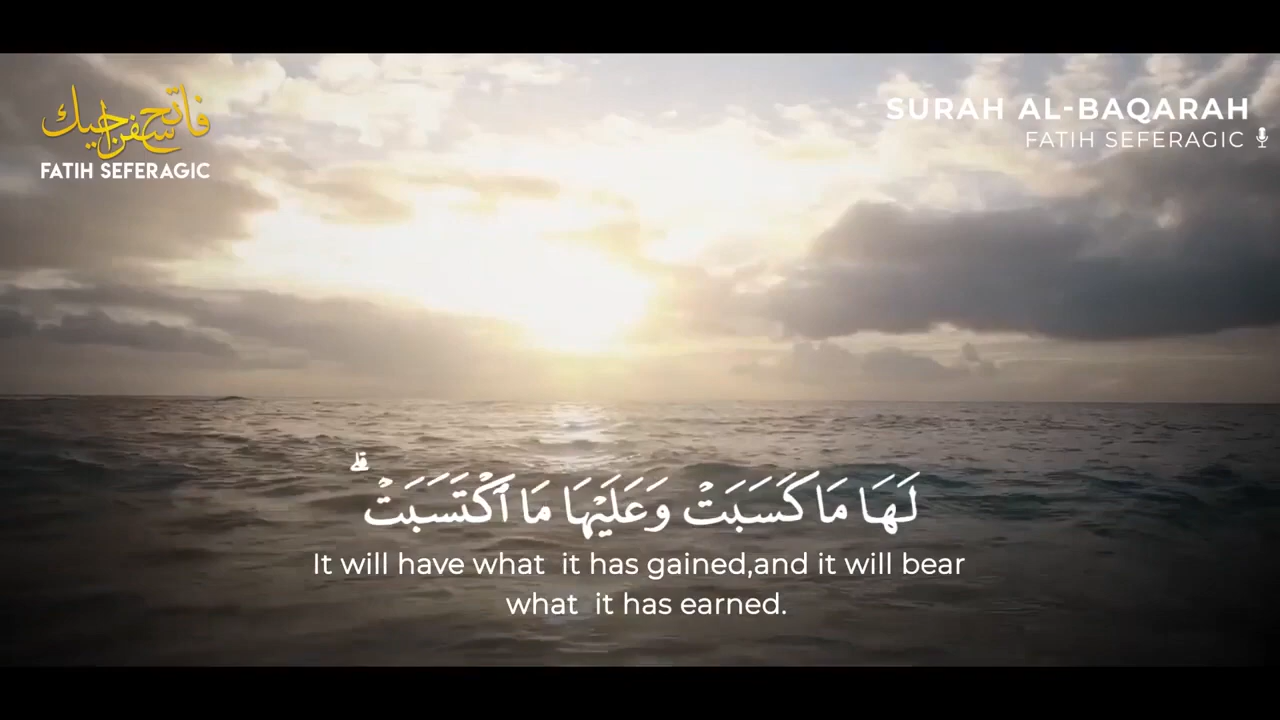 فاتح سفراجيك
FATIH SEFERAGIC
SURAH AL-BAQARAH
FATIH SEFERAGIC
لَهَا مَا كَسَبَتْ وَعَلَيْهَا مَا ٱكْتَسَبَتْ ۗ
It will have what  it has gained,and it will bear
what  it has earned.